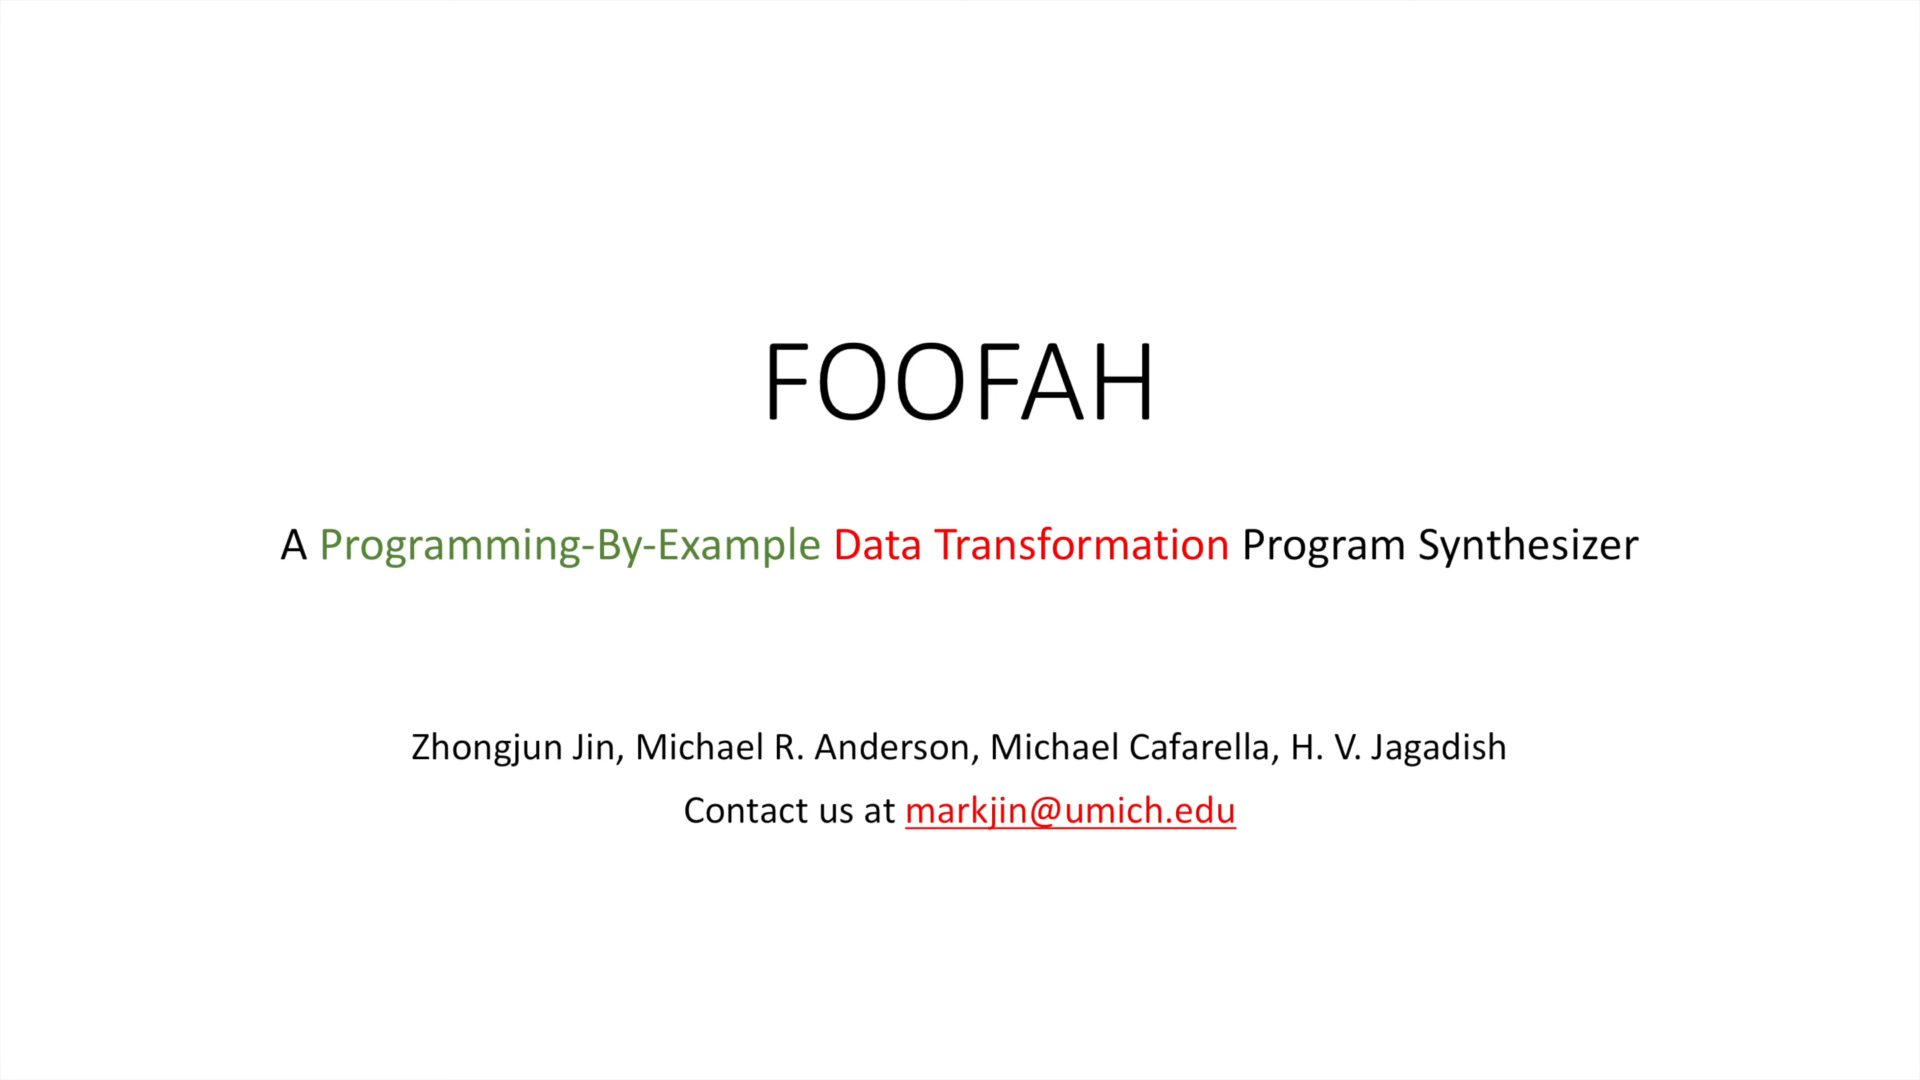 FOOFAH
A Programming-By-Example Data Transformation Program Synthesizer
Zhongjun Jin, Michael R. Anderson, Michael Cafarella, H. V. Jagadish
Contact us at markjin@umich.edu